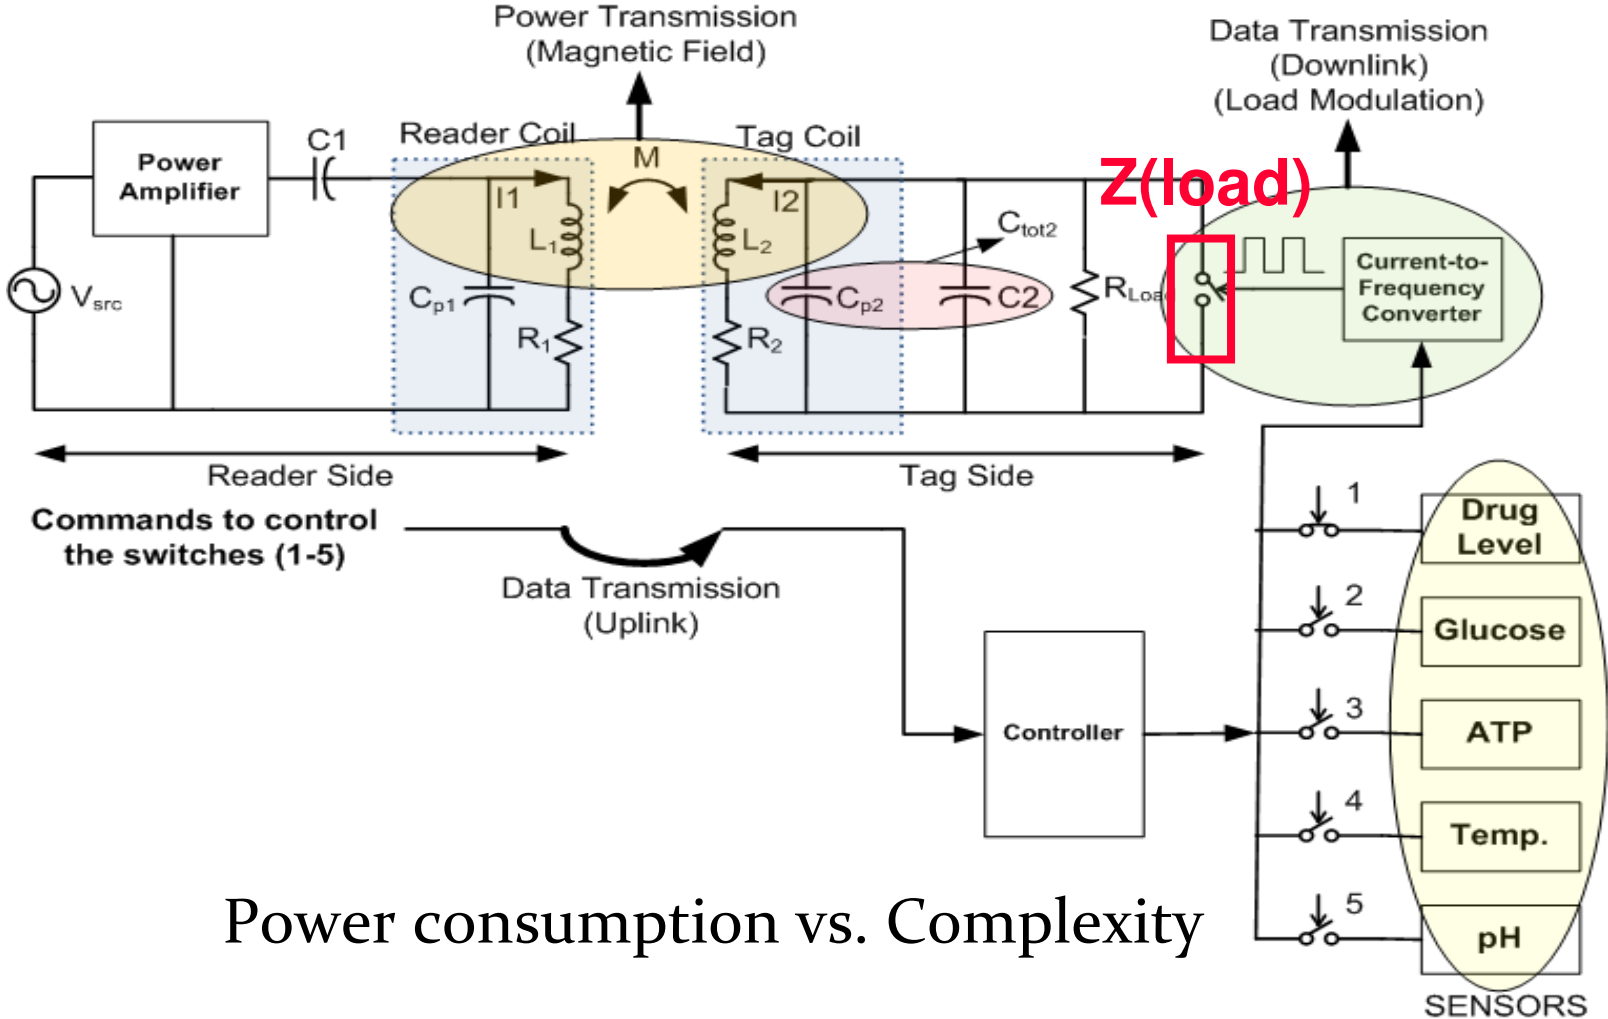 Power Transmission
(Magnetic Field)
Data Transmission
(Downlink)
(Load Modulation)
Power
Amplifier
C1
Reader Coil
M
Tag Coil
Z(load)
I1
I2
L1
L2
Ctot2
Vsrc
Cp1
R1
R2
Cp2
C2
RLoad
Current-to-
Frequency
Converter
Reader Side
Tag Side
Commands to control
the switches (1-5)
Data Transmission
(Uplink)
Controller
1
Drug
Level
2
Glucose
3
ATP
4
Temp.
5
pH
SENSORS
Power consumption vs. Complexity